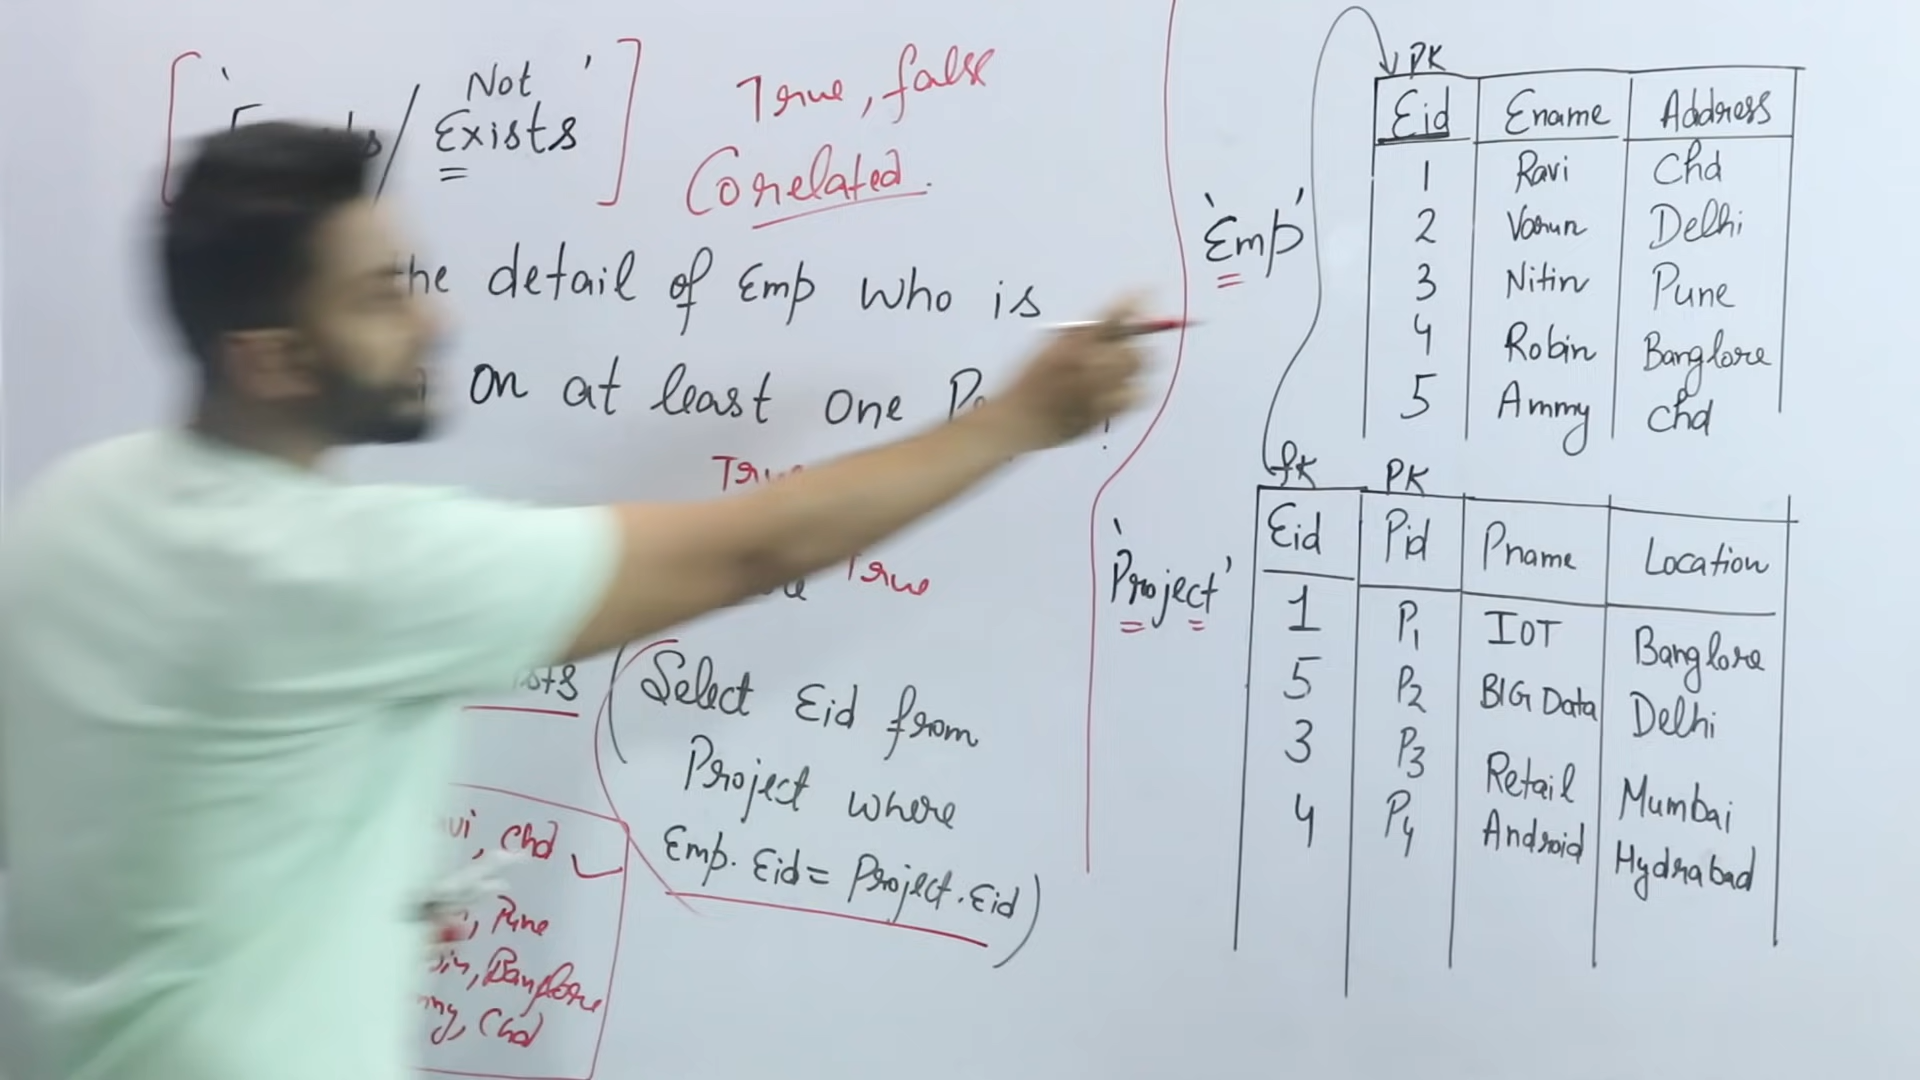 Not
Exists
True, false
Corelated.
the detail of Emp who is
on at least one
True
(Select Eid from
Project where
Emp. Eid = Project. Eid)
, Chd
, Pune
, Banglore
, Chd
'Emp'
PK
Eid Ename Address
1 Ravi Chd
2 Varun Delhi
3 Nitin Pune
4 Robin Banglore
5 Ammy Chd
'Project'
fK PK
Eid Pid Pname Location
1 P1 IOT Banglore
5 P2 BIG Data Delhi
3 P3 Retail Mumbai
4 P4 Android Hydrabad